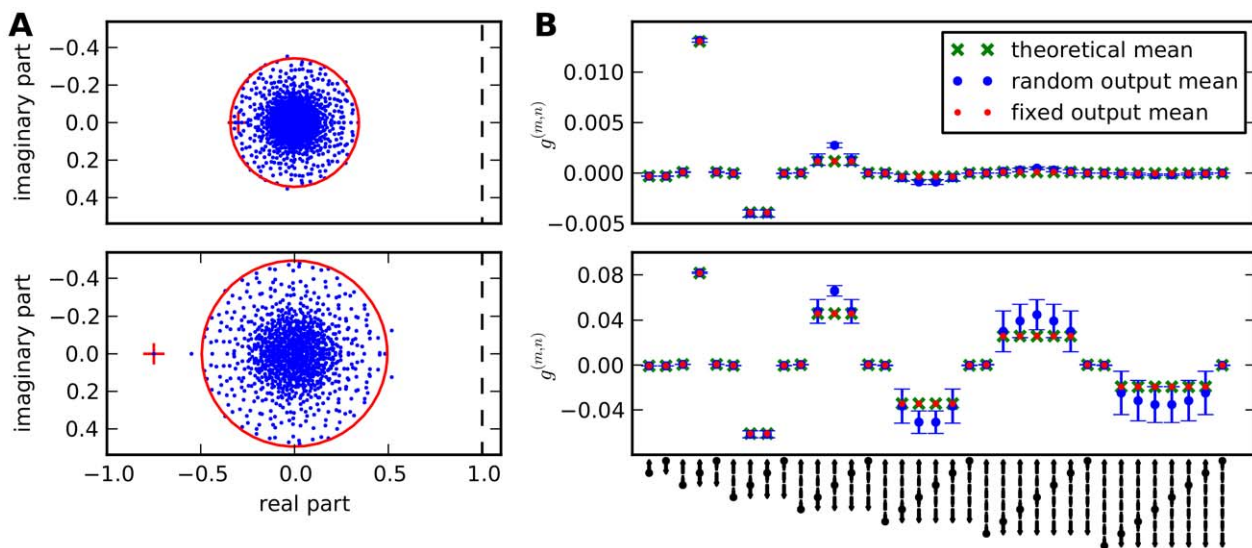 A
imaginary part
−0.4
−0.2
0.0
0.2
0.4
imaginary part
−0.4
−0.2
0.0
0.2
0.4
−1.0 −0.5 0.0 0.5 1.0
real part
B
g^(m,n)
0.010
0.005
0.000
−0.005
theoretical mean
random output mean
fixed output mean
g^(m,n)
0.08
0.04
0.00
−0.04